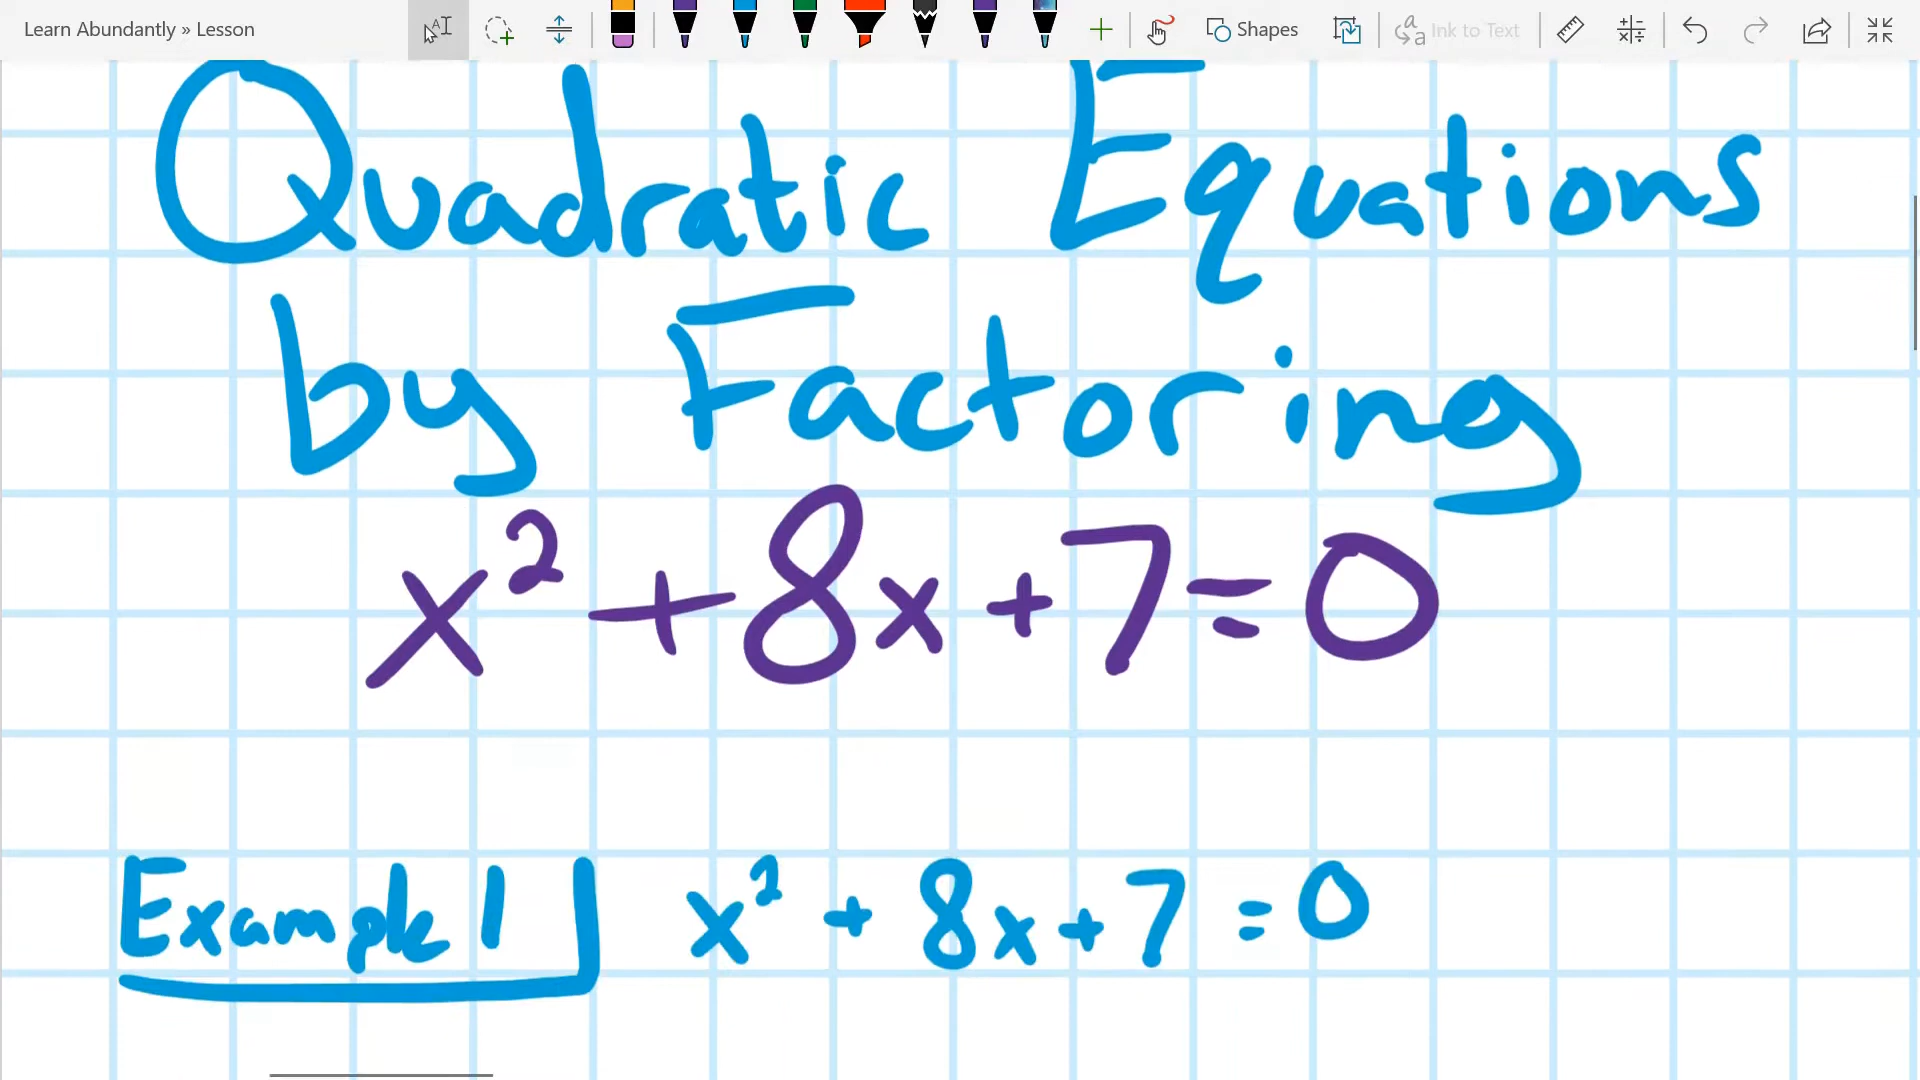 Learn Abundantly » Lesson
Shapes
Ink to Text
Quadratic Equations
by Factoring
x² + 8x + 7 = 0
Example 1 x² + 8x + 7 = 0